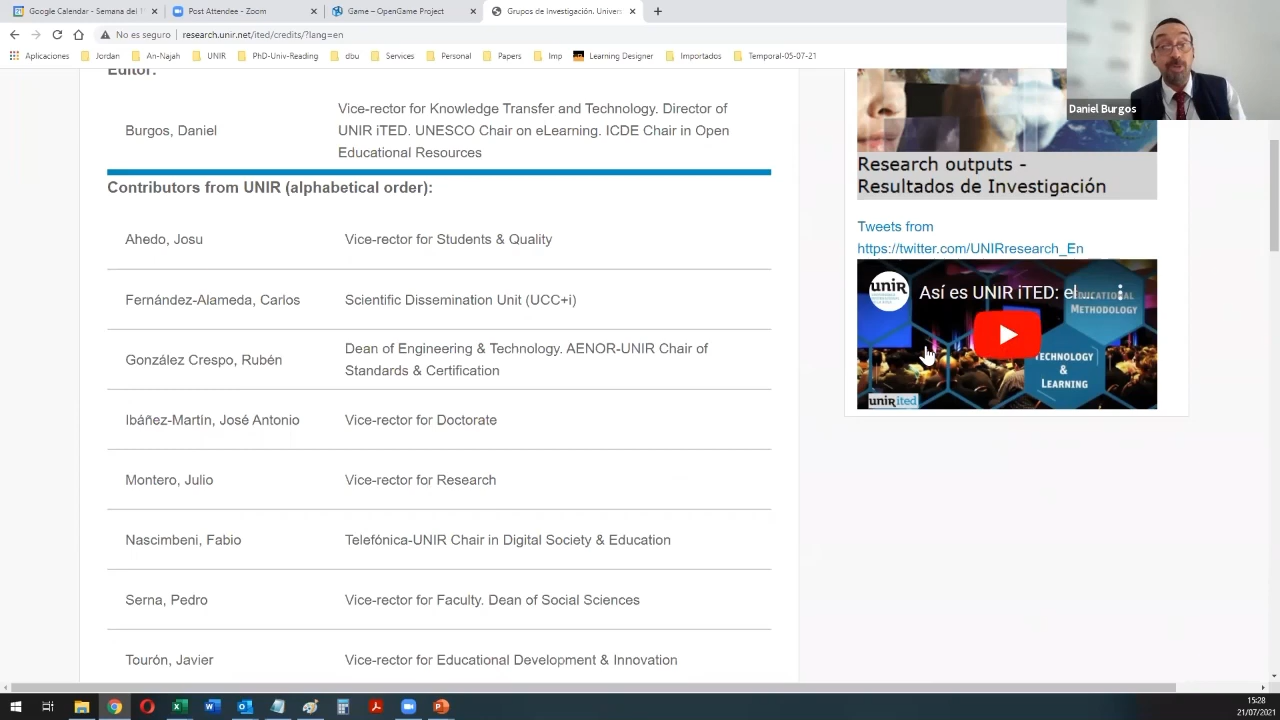 Google Calendar - Semana del 1
Post Attendee - Zoom
Game – OpenGame Project
Grupos de Investigación. Univers
No es seguro
research.unir.net/ited/credits/?lang=en
Aplicaciones
Jordan
An-Najah
UNIR
PhD-Univ-Reading
dbu
Services
Personal
Papers
Imp
Learning Designer
Importados
Temporal-05-07-21
Daniel Burgos
Editor:
Burgos, Daniel
Vice-rector for Knowledge Transfer and Technology. Director of
UNIR iTED. UNESCO Chair on eLearning. ICDE Chair in Open
Educational Resources
Contributors from UNIR (alphabetical order):
Ahedo, Josu
Vice-rector for Students & Quality
Fernández-Alameda, Carlos
Scientific Dissemination Unit (UCC+i)
González Crespo, Rubén
Dean of Engineering & Technology. AENOR-UNIR Chair of
Standards & Certification
Ibáñez-Martín, José Antonio
Vice-rector for Doctorate
Montero, Julio
Vice-rector for Research
Nascimbeni, Fabio
Telefónica-UNIR Chair in Digital Society & Education
Serna, Pedro
Vice-rector for Faculty. Dean of Social Sciences
Tourón, Javier
Vice-rector for Educational Development & Innovation
Research outputs -
Resultados de Investigación
Tweets from
https://twitter.com/UNIRresearch_En
unir
Así es UNIR iTED: el...
EDUCATIONAL
METHODOLOGY
TECHNOLOGY
&
LEARNING
unir ited
15:28
21/07/2021